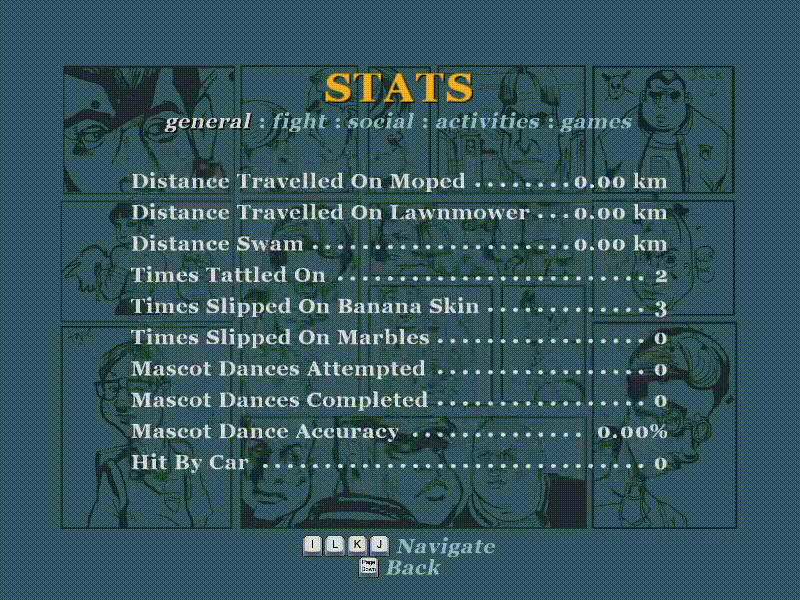 STATS
general : fight : social : activities : games
Distance Travelled On Moped ........0.00 km
Distance Travelled On Lawnmower ...0.00 km
Distance Swam ........................0.00 km
Times Tattled On ............................ 2
Times Slipped On Banana Skin ............. 3
Times Slipped On Marbles .................. 0
Mascot Dances Attempted .................. 0
Mascot Dances Completed ................. 0
Mascot Dance Accuracy ............... 0.00%
Hit By Car .................................. 0
I L K J Navigate
Page Down Back